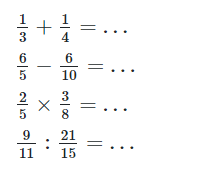 1/3 + 1/4 = ...
6/5 − 6/10 = ...
2/5 × 3/8 = ...
9/11 : 21/15 = ...